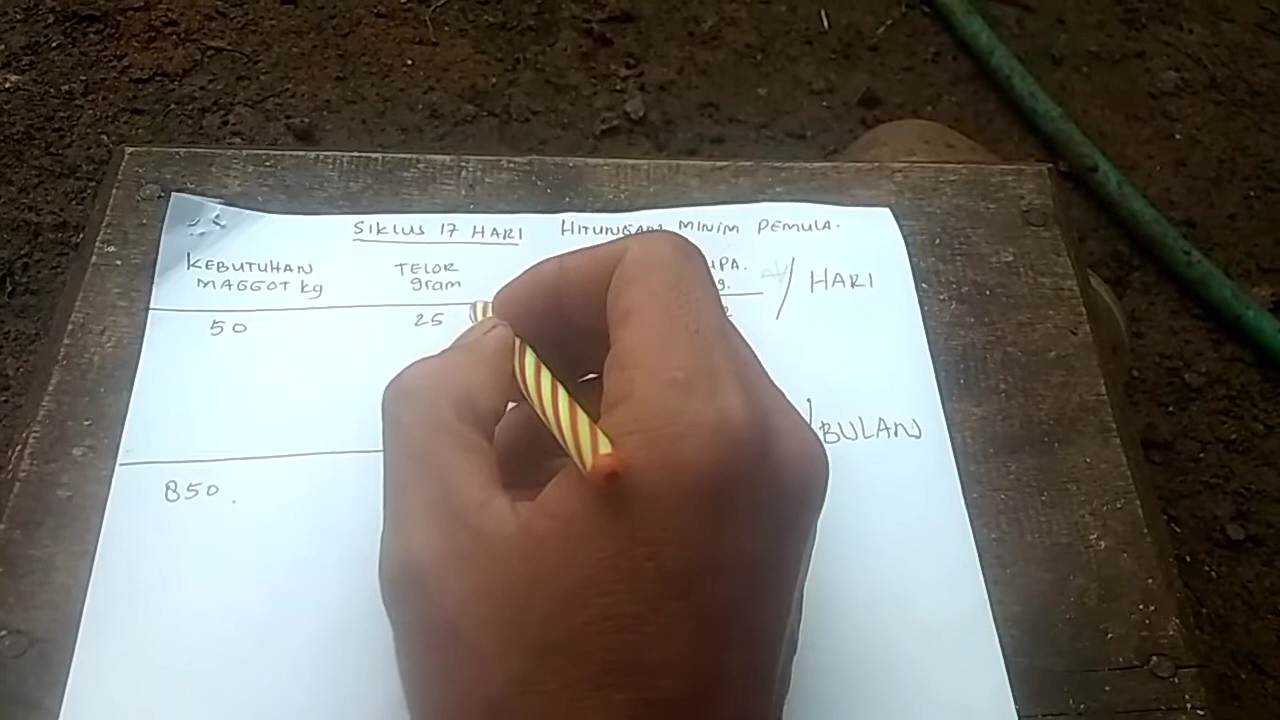 SIKLUS 17 HARI HITUNGAN MINIM PEMULA.
KEBUTUHAN MAGGOT kg
TELOR gram
/ HARI
50 25
/ BULAN
850.